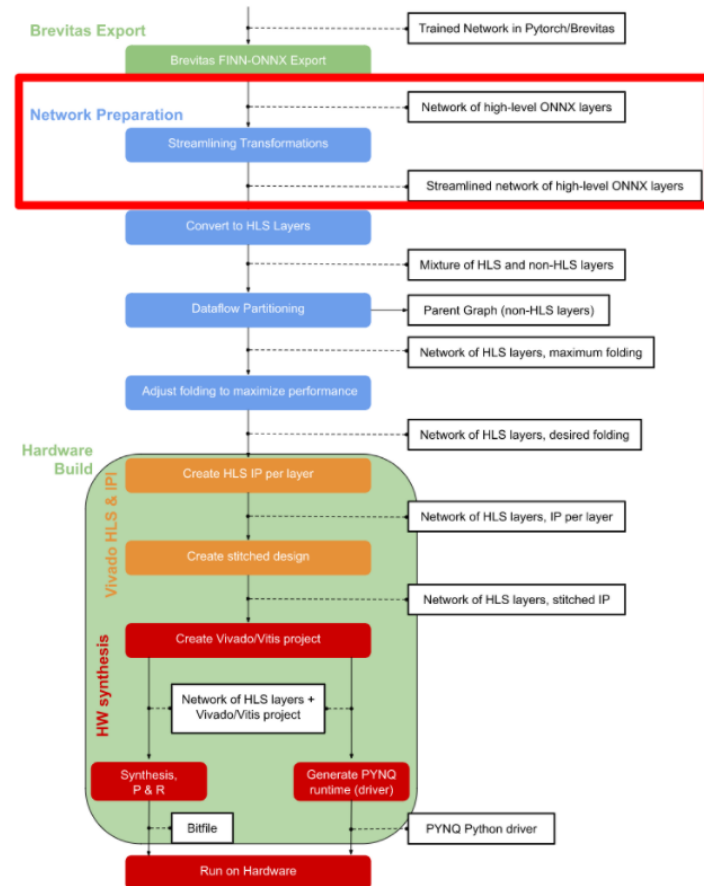 Brevitas Export
Trained Network in Pytorch/Brevitas
Brevitas FINN-ONNX Export
Network Preparation
Network of high-level ONNX layers
Streamlining Transformations
Streamlined network of high-level ONNX layers
Convert to HLS Layers
Mixture of HLS and non-HLS layers
Dataflow Partitioning
Parent Graph (non-HLS layers)
Network of HLS layers, maximum folding
Adjust folding to maximize performance
Network of HLS layers, desired folding
Hardware
Build
Vivado HLS & IPI
Create HLS IP per layer
Network of HLS layers, IP per layer
Create stitched design
Network of HLS layers, stitched IP
HW synthesis
Create Vivado/Vitis project
Network of HLS layers +
Vivado/Vitis project
Synthesis,
P & R
Generate PYNQ
runtime (driver)
Bitfile
PYNQ Python driver
Run on Hardware